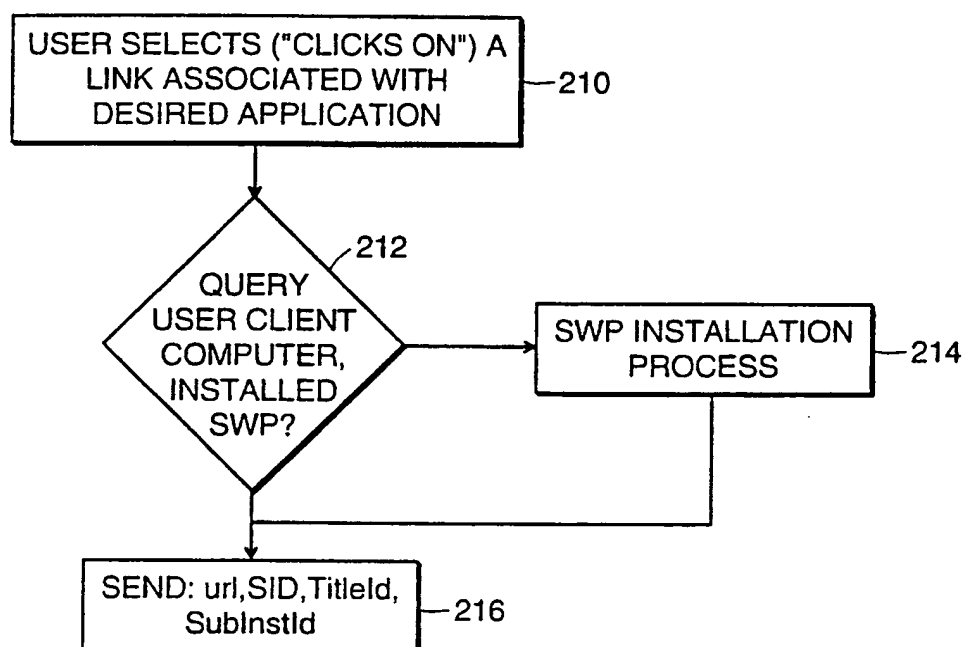 USER SELECTS ("CLICKS ON") A
LINK ASSOCIATED WITH
DESIRED APPLICATION
210
212
QUERY
USER CLIENT
COMPUTER,
INSTALLED
SWP?
SWP INSTALLATION
PROCESS
214
SEND: url,SID,TitleId,
SubInstId
216